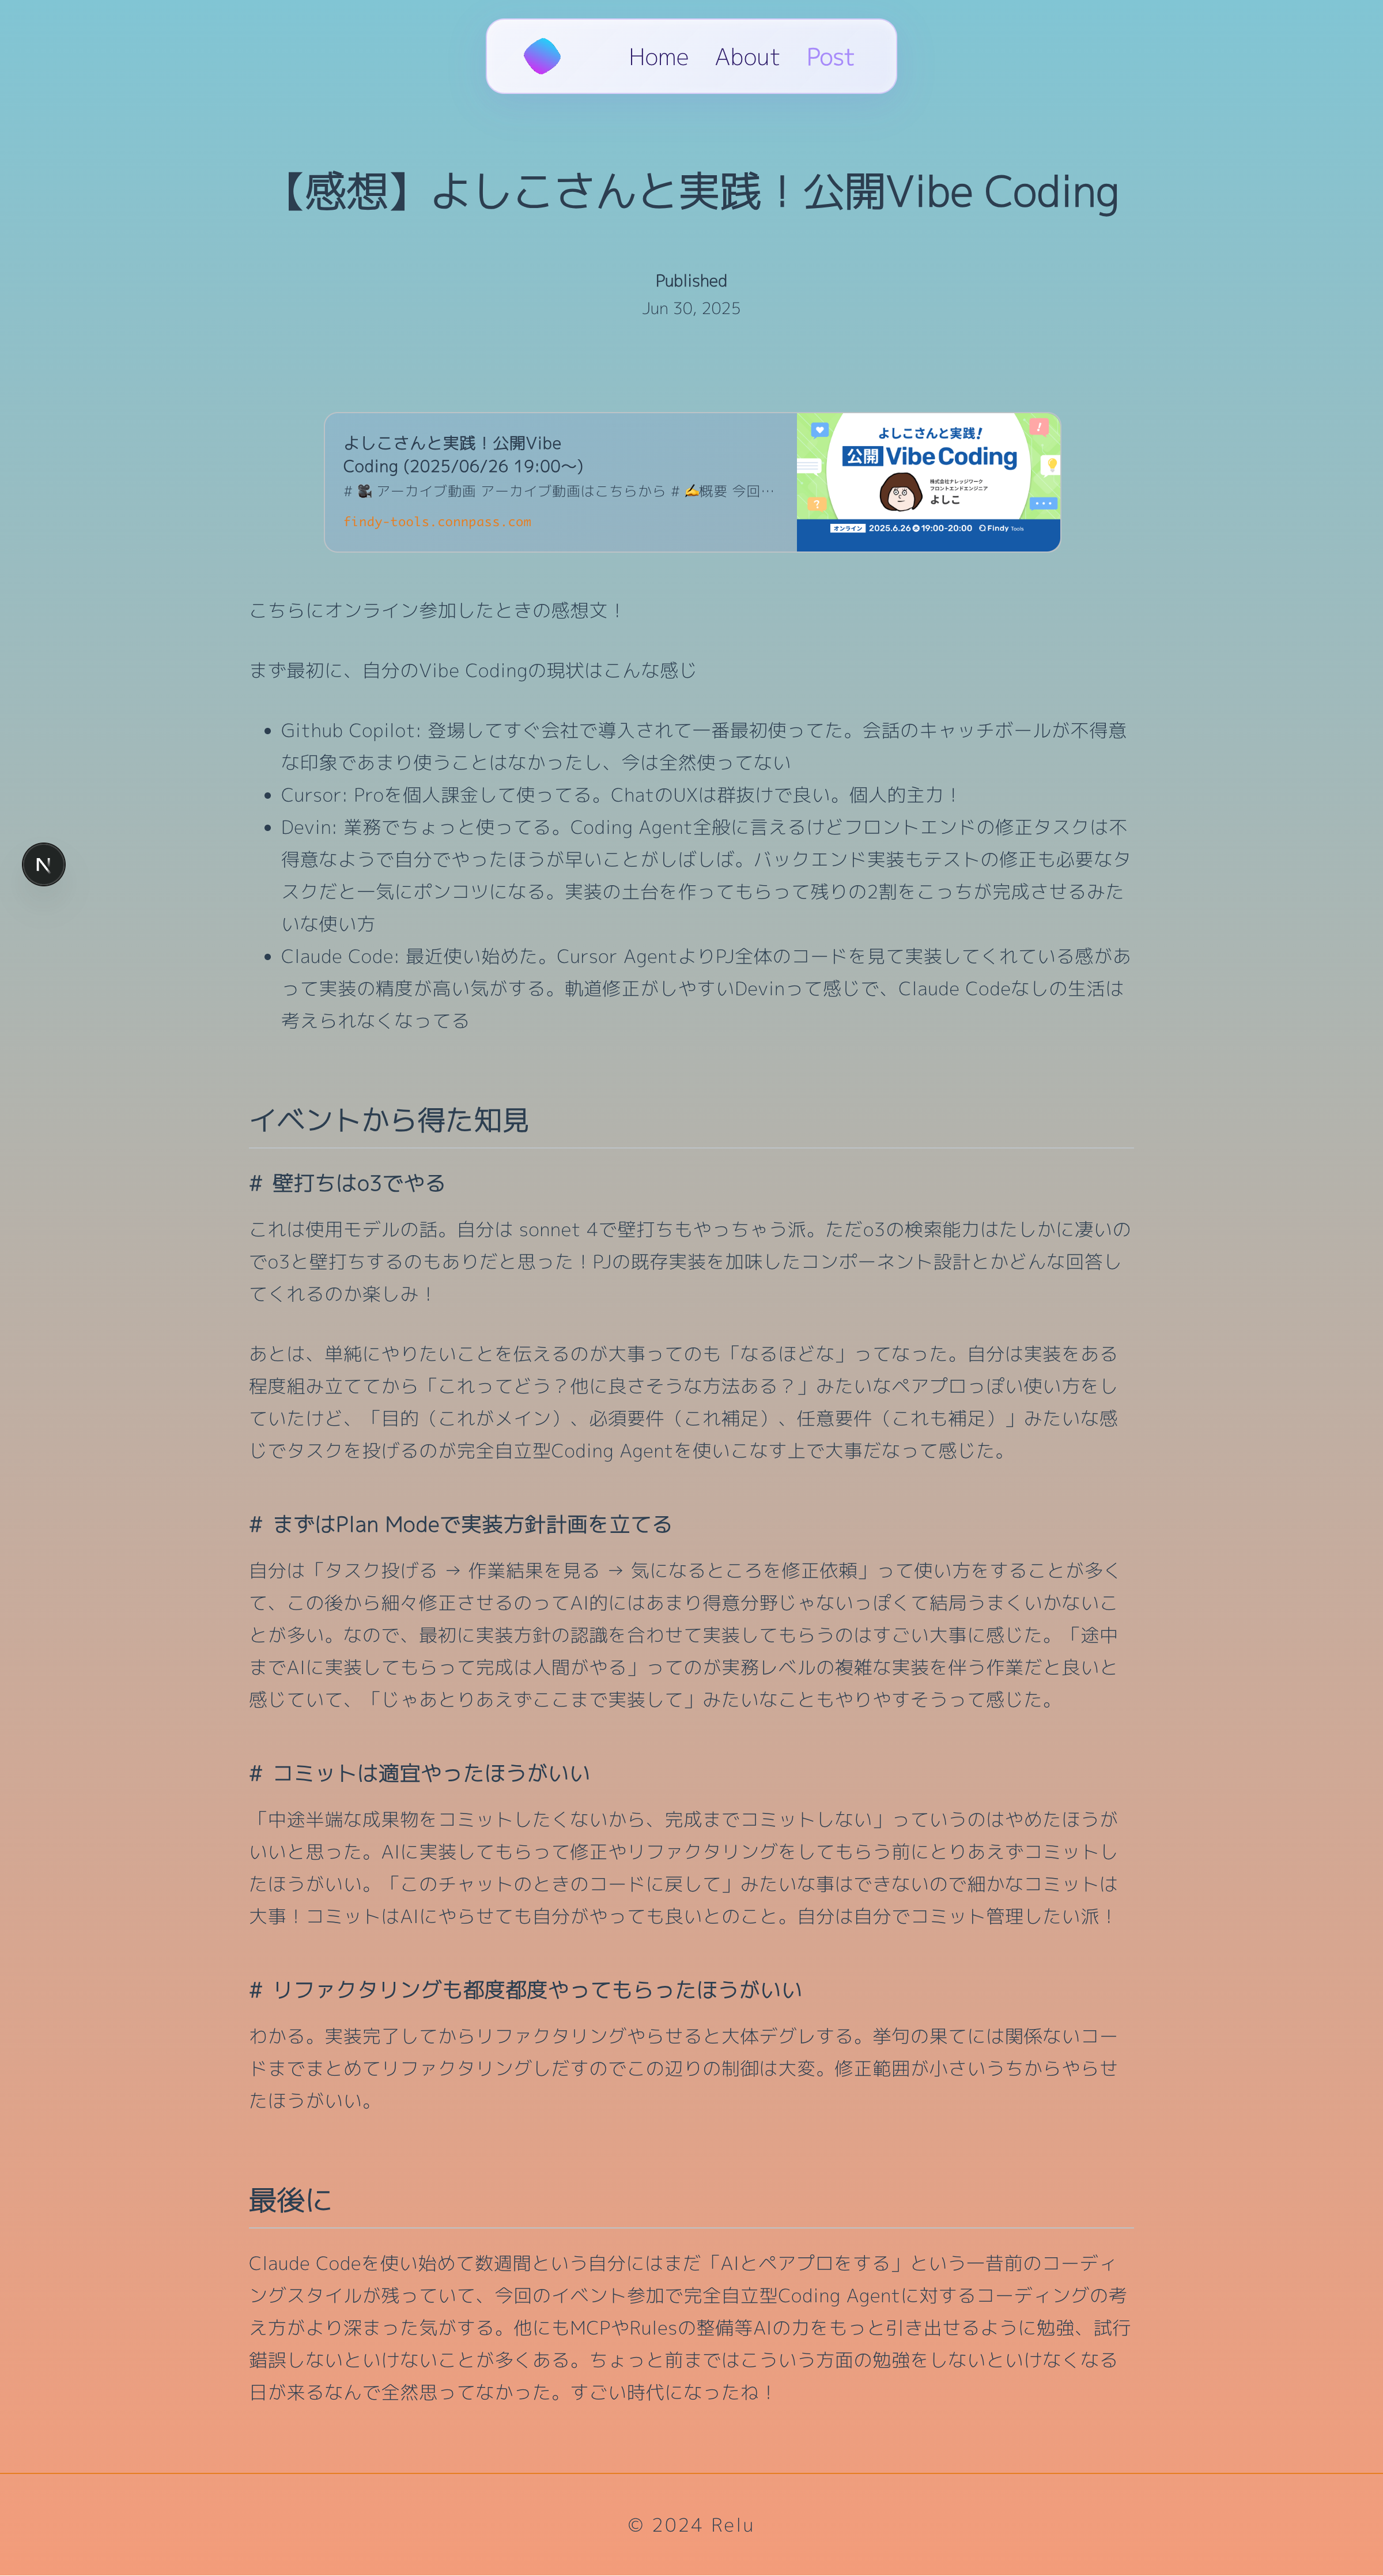 Home About Post
【感想】よしこさんと実践！公開Vibe Coding
Published
Jun 30, 2025
よしこさんと実践！公開Vibe
Coding (2025/06/26 19:00〜)
# 🎥 アーカイブ動画 アーカイブ動画はこちらから # ✍️概要 今回…
findy-tools.connpass.com
よしこさんと実践!
公開 Vibe Coding
株式会社ナレッジワーク
フロントエンドエンジニア
よしこ
オンライン 2025.6.26 木 19:00-20:00 Findy Tools
こちらにオンライン参加したときの感想文！
まず最初に、自分のVibe Codingの現状はこんな感じ
• Github Copilot: 登場してすぐ会社で導入されて一番最初使ってた。会話のキャッチボールが不得意
な印象であまり使うことはなかったし、今は全然使ってない
• Cursor: Proを個人課金して使ってる。ChatのUXは群抜けで良い。個人的主力！
• Devin: 業務でちょっと使ってる。Coding Agent全般に言えるけどフロントエンドの修正タスクは不
得意なようで自分でやったほうが早いことがしばしば。バックエンド実装もテストの修正も必要なタ
スクだと一気にポンコツになる。実装の土台を作ってもらって残りの2割をこっちが完成させるみた
いな使い方
• Claude Code: 最近使い始めた。Cursor AgentよりPJ全体のコードを見て実装してくれている感があ
って実装の精度が高い気がする。軌道修正がしやすいDevinって感じで、Claude Codeなしの生活は
考えられなくなってる
N
イベントから得た知見
# 壁打ちはo3でやる
これは使用モデルの話。自分は sonnet 4で壁打ちもやっちゃう派。ただo3の検索能力はたしかに凄いの
でo3と壁打ちするのもありだと思った！PJの既存実装を加味したコンポーネント設計とかどんな回答し
てくれるのか楽しみ！
あとは、単純にやりたいことを伝えるのが大事ってのも「なるほどな」ってなった。自分は実装をある
程度組み立ててから「これってどう？他に良さそうな方法ある？」みたいなペアプロっぽい使い方をし
ていたけど、「目的（これがメイン）、必須要件（これ補足）、任意要件（これも補足）」みたいな感
じでタスクを投げるのが完全自立型Coding Agentを使いこなす上で大事だなって感じた。
# まずはPlan Modeで実装方針計画を立てる
自分は「タスク投げる → 作業結果を見る → 気になるところを修正依頼」って使い方をすることが多く
て、この後から細々修正させるのってAI的にはあまり得意分野じゃないっぽくて結局うまくいかないこ
とが多い。なので、最初に実装方針の認識を合わせて実装してもらうのはすごい大事に感じた。「途中
までAIに実装してもらって完成は人間がやる」ってのが実務レベルの複雑な実装を伴う作業だと良いと
感じていて、「じゃあとりあえずここまで実装して」みたいなこともやりやすそうって感じた。
# コミットは適宜やったほうがいい
「中途半端な成果物をコミットしたくないから、完成までコミットしない」っていうのはやめたほうが
いいと思った。AIに実装してもらって修正やリファクタリングをしてもらう前にとりあえずコミットし
たほうがいい。「このチャットのときのコードに戻して」みたいな事はできないので細かなコミットは
大事！コミットはAIにやらせても自分がやっても良いとのこと。自分は自分でコミット管理したい派！
# リファクタリングも都度都度やってもらったほうがいい
わかる。実装完了してからリファクタリングやらせると大体デグレする。挙句の果てには関係ないコー
ドまでまとめてリファクタリングしだすのでこの辺りの制御は大変。修正範囲が小さいうちからやらせ
たほうがいい。
最後に
Claude Codeを使い始めて数週間という自分にはまだ「AIとペアプロをする」という一昔前のコーディ
ングスタイルが残っていて、今回のイベント参加で完全自立型Coding Agentに対するコーディングの考
え方がより深まった気がする。他にもMCPやRulesの整備等AIの力をもっと引き出せるように勉強、試行
錯誤しないといけないことが多くある。ちょっと前まではこういう方面の勉強をしないといけなくなる
日が来るなんで全然思ってなかった。すごい時代になったね！
© 2024 Relu